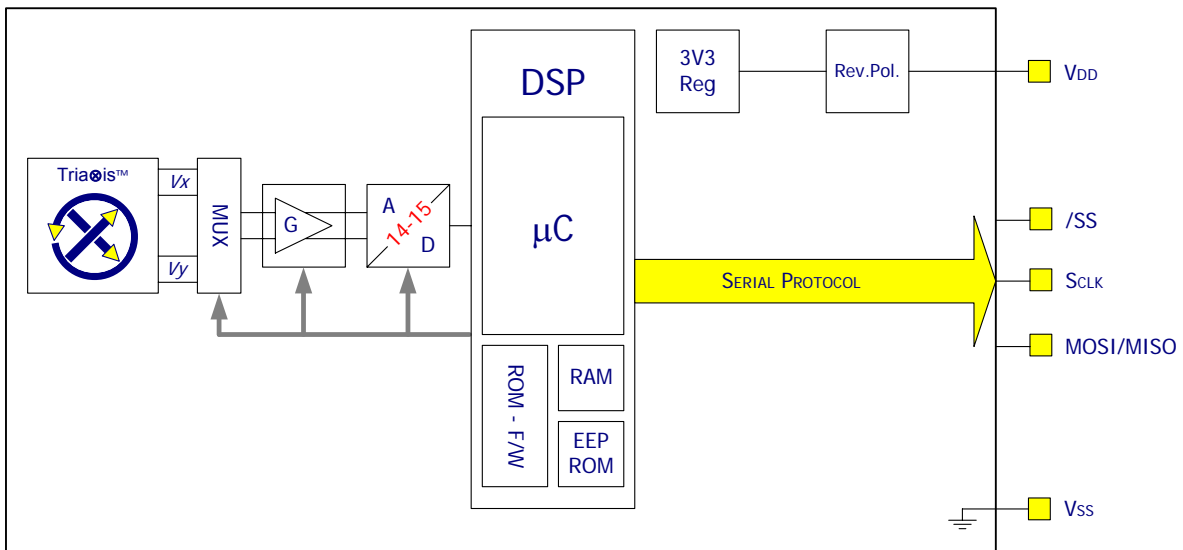 DSP
3V3
Reg
Rev.Pol.
VDD
Tria⊗is™
Vx
Vy
MUX
G
A
14-15
D
µC
SERIAL PROTOCOL
/SS
SCLK
MOSI/MISO
ROM - F/W
RAM
EEP
ROM
VSS